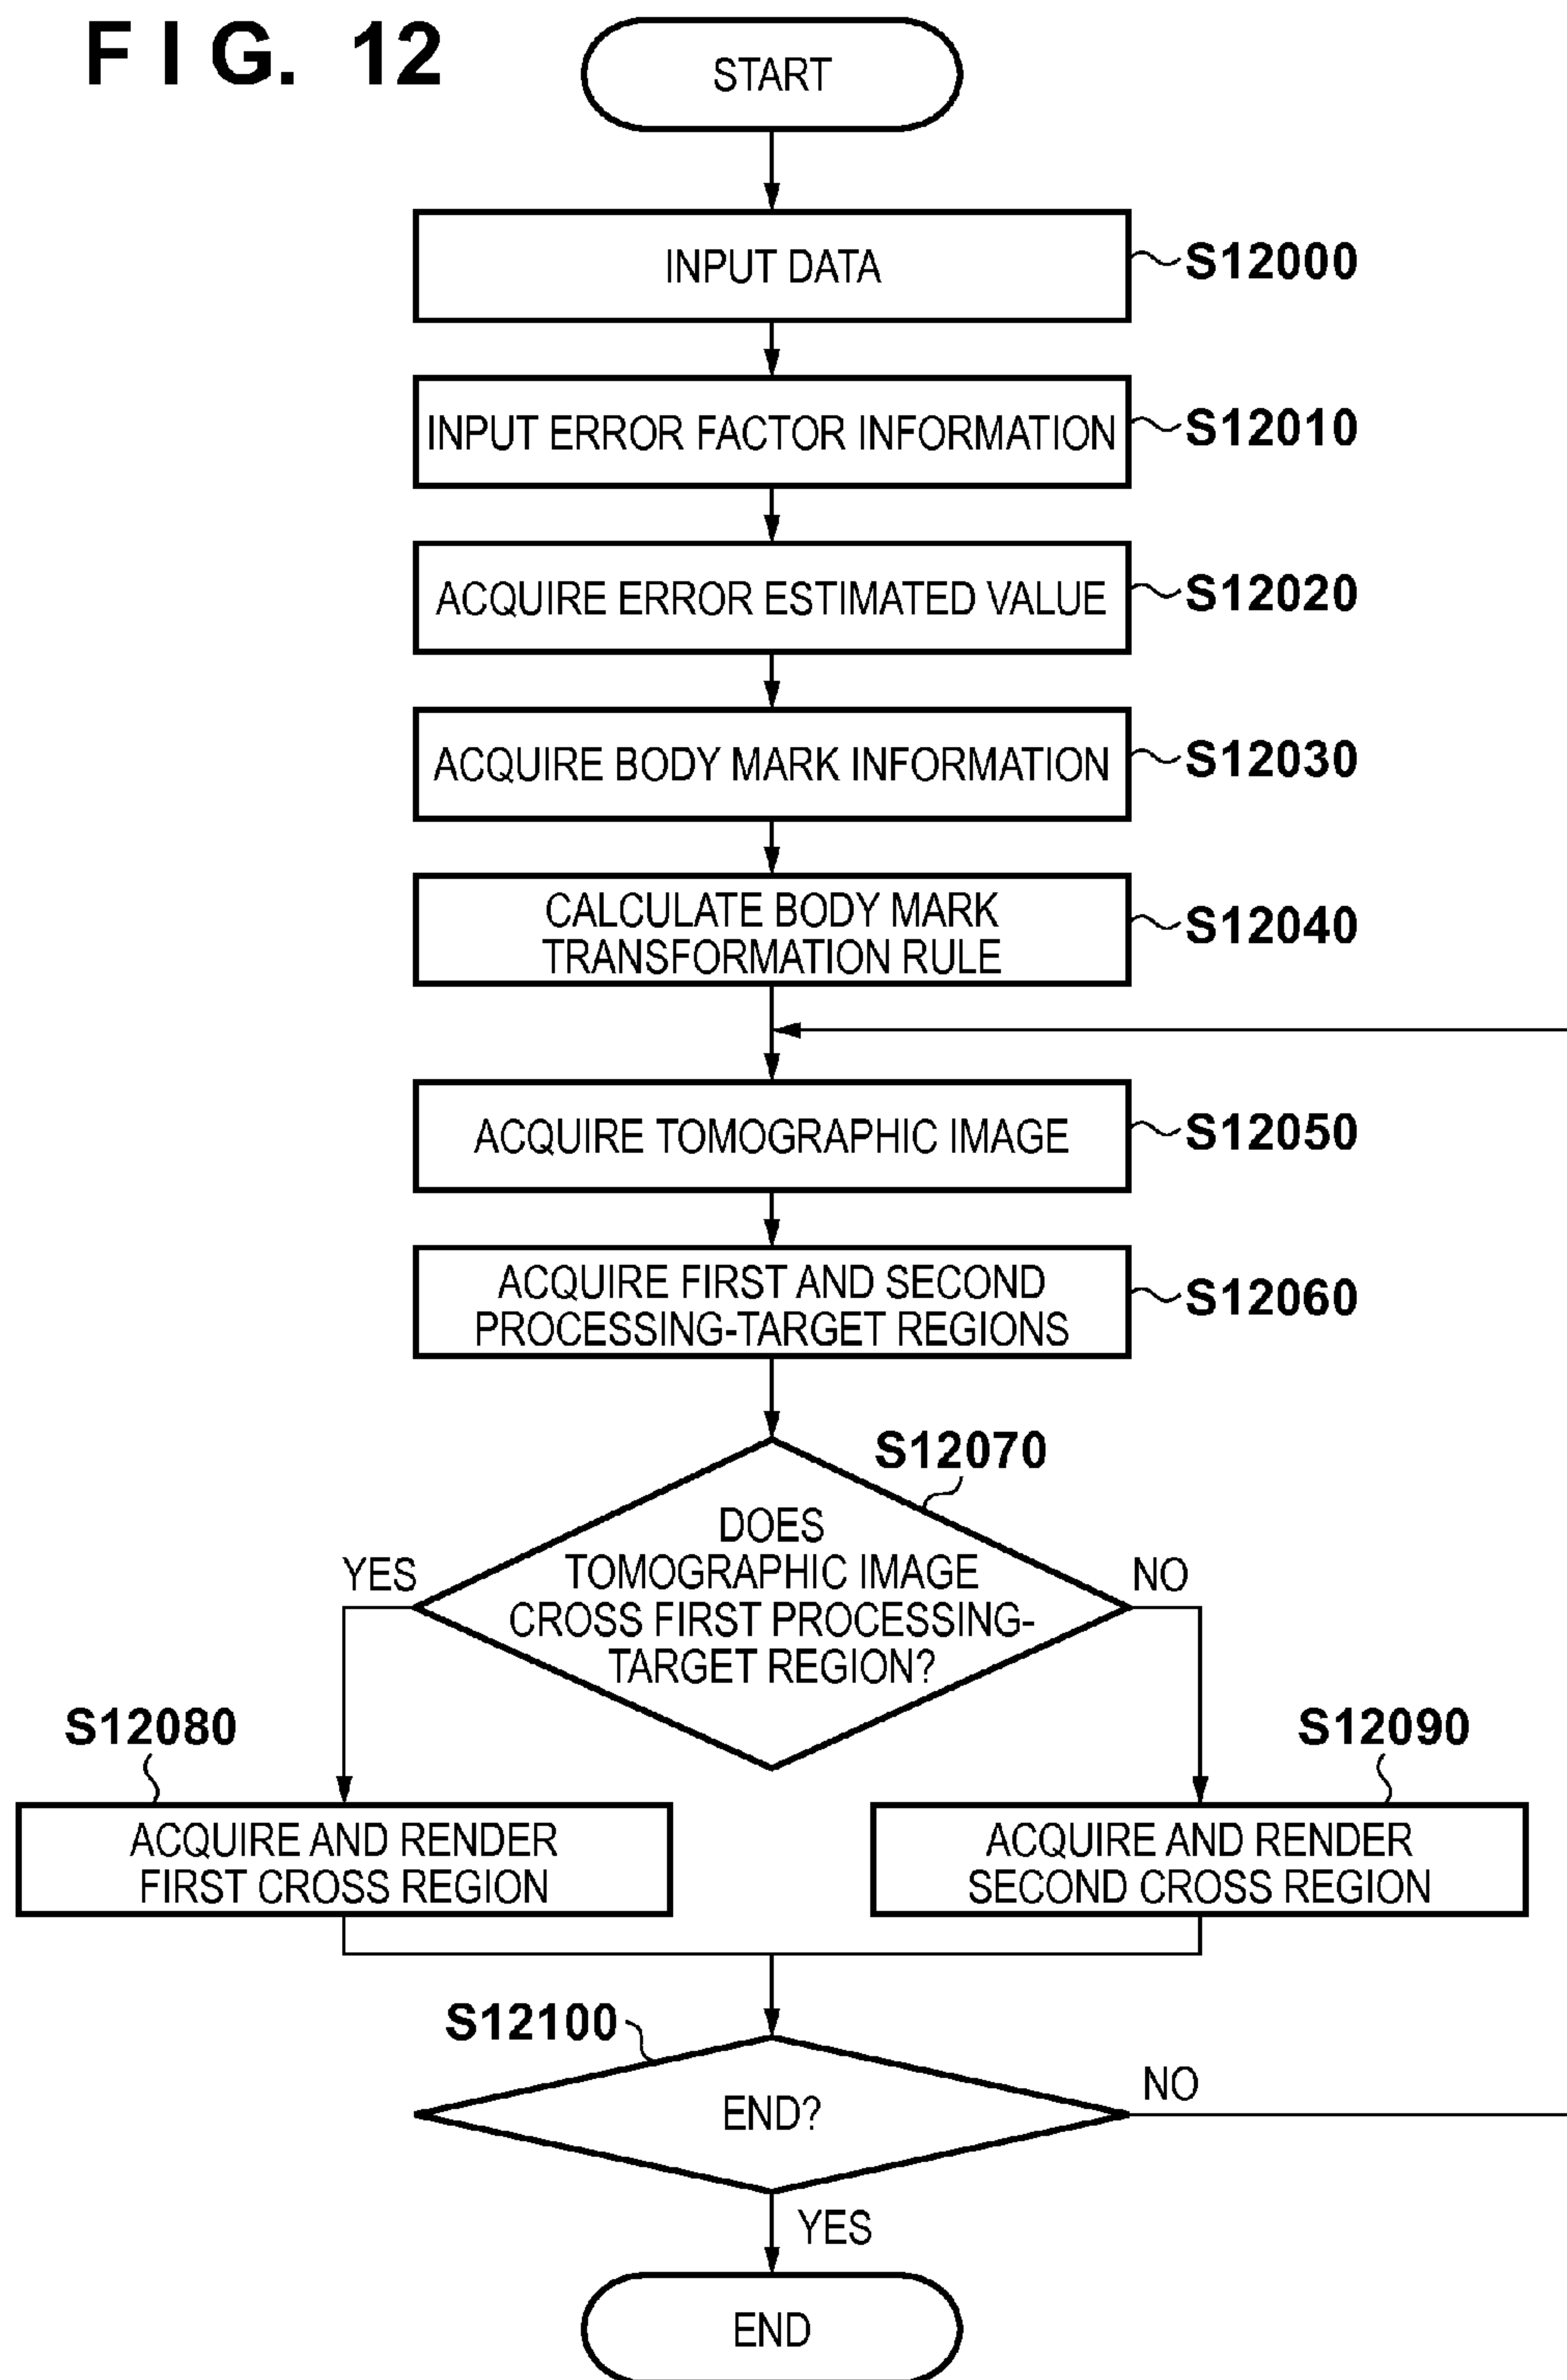 FIG. 12
START
INPUT DATA
S12000
INPUT ERROR FACTOR INFORMATION
S12010
ACQUIRE ERROR ESTIMATED VALUE
S12020
ACQUIRE BODY MARK INFORMATION
S12030
CALCULATE BODY MARK
TRANSFORMATION RULE
S12040
ACQUIRE TOMOGRAPHIC IMAGE
S12050
ACQUIRE FIRST AND SECOND
PROCESSING-TARGET REGIONS
S12060
S12070
DOES
TOMOGRAPHIC IMAGE
CROSS FIRST PROCESSING-
TARGET REGION?
YES
NO
S12080
ACQUIRE AND RENDER
FIRST CROSS REGION
S12090
ACQUIRE AND RENDER
SECOND CROSS REGION
S12100
END?
NO
YES
END